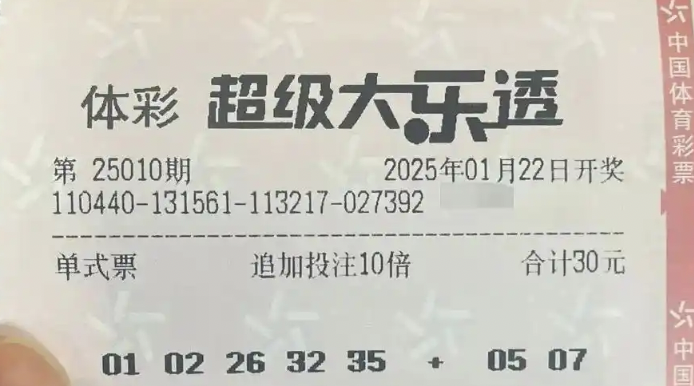 体彩 超级大乐透
第 25010期 2025年01月22日开奖
110440-131561-113217-027392
单式票 追加投注10倍 合计30元
01 02 26 32 35 + 05 07
中国体育彩票
中国